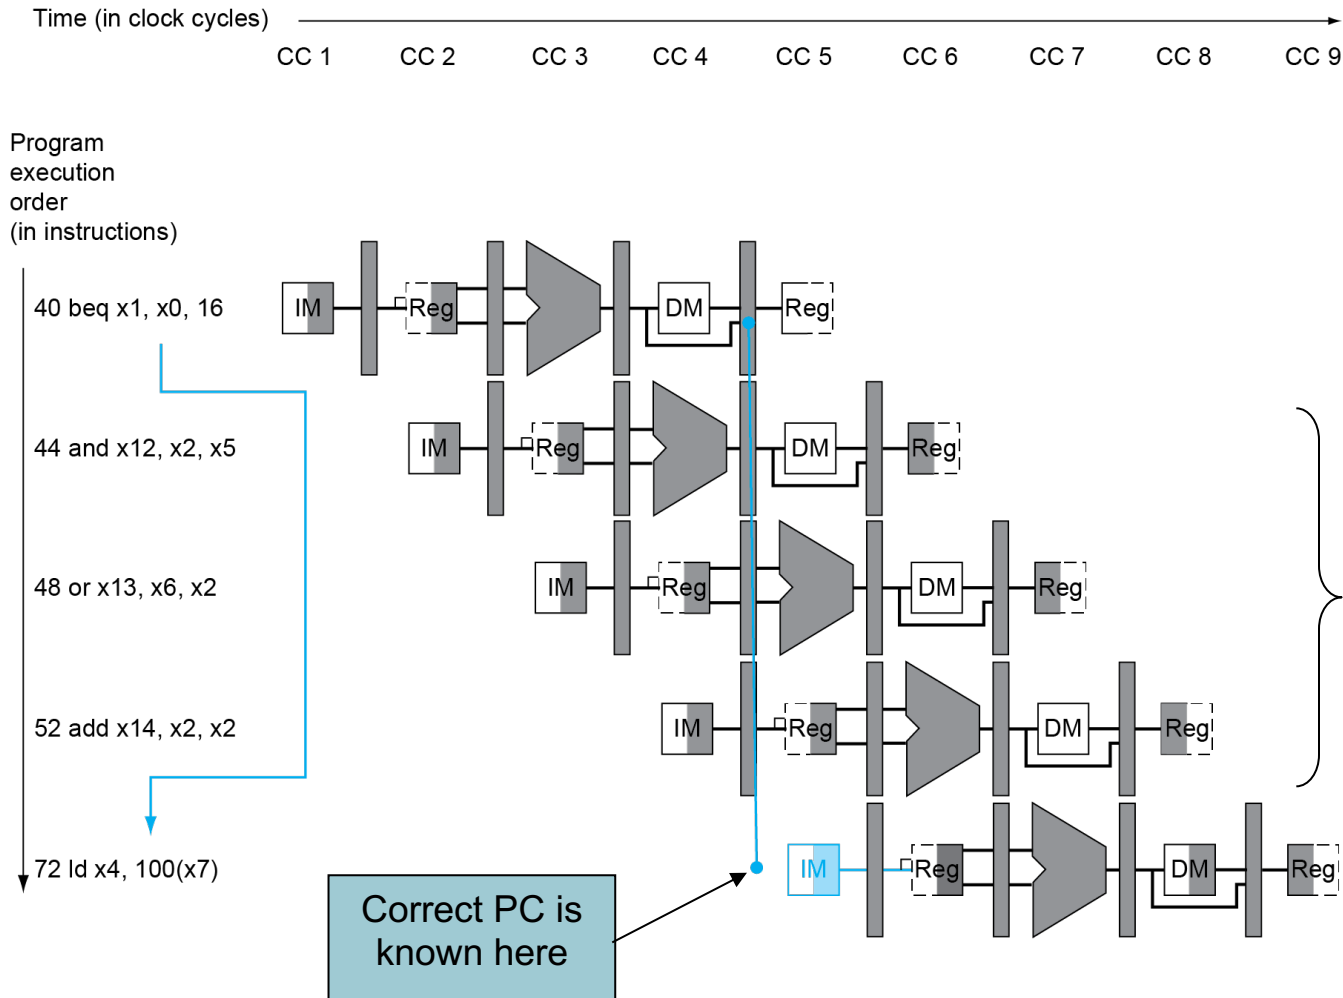 Time (in clock cycles)
CC 1 CC 2 CC 3 CC 4 CC 5 CC 6 CC 7 CC 8 CC 9
Program
execution
order
(in instructions)
40 beq x1, x0, 16
IM Reg DM Reg
44 and x12, x2, x5
IM Reg DM Reg
48 or x13, x6, x2
IM Reg DM Reg
52 add x14, x2, x2
IM Reg DM Reg
72 ld x4, 100(x7)
IM Reg DM Reg
Correct PC is
known here